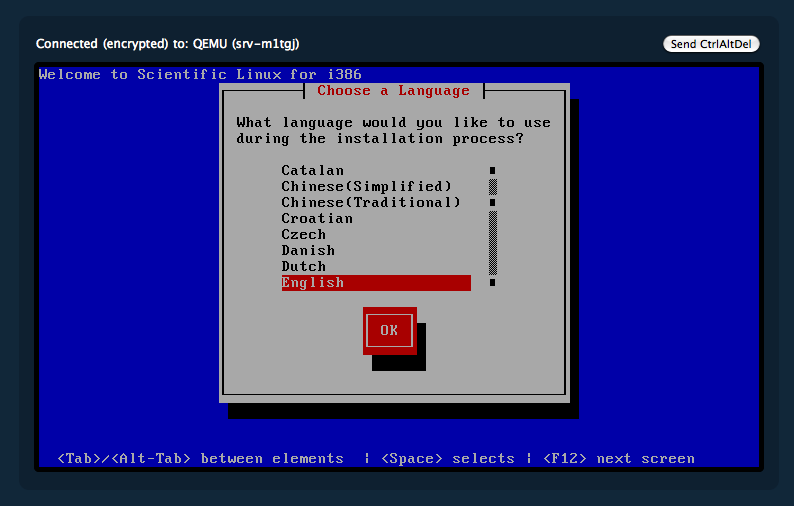 Connected (encrypted) to: QEMU (srv-m1tgj)
Send CtrlAltDel
Welcome to Scientific Linux for i386
Choose a Language
What language would you like to use
during the installation process?
Catalan
Chinese(Simplified)
Chinese(Traditional)
Croatian
Czech
Danish
Dutch
English
OK
<Tab>/<Alt-Tab> between elements | <Space> selects | <F12> next screen